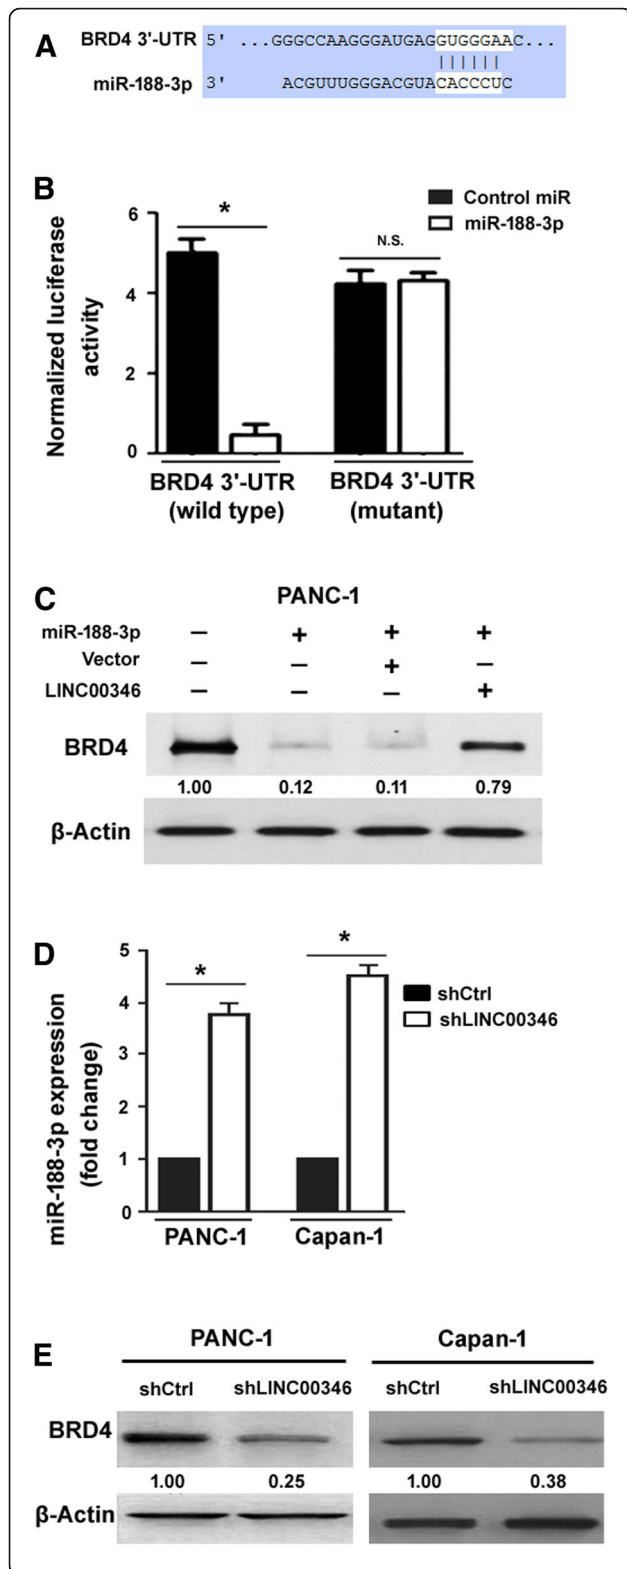 A
BRD4 3'-UTR 5' ...GGGCCAAGGGAUGAGGUGGGAAC...
||||||
miR-188-3p 3' ACGUUUGGGACGUACACCCUC
B
Control miR
miR-188-3p
Normalized luciferase activity
6
4
2
0
*
N.S.
BRD4 3'-UTR (wild type)
BRD4 3'-UTR (mutant)
C
PANC-1
miR-188-3p – + + +
Vector – – + –
LINC00346 – – – +
BRD4
1.00 0.12 0.11 0.79
β-Actin
D
miR-188-3p expression (fold change)
5
4
3
2
1
0
*
*
shCtrl
shLINC00346
PANC-1 Capan-1
E
PANC-1 Capan-1
shCtrl shLINC00346 shCtrl shLINC00346
BRD4
1.00 0.25 1.00 0.38
β-Actin